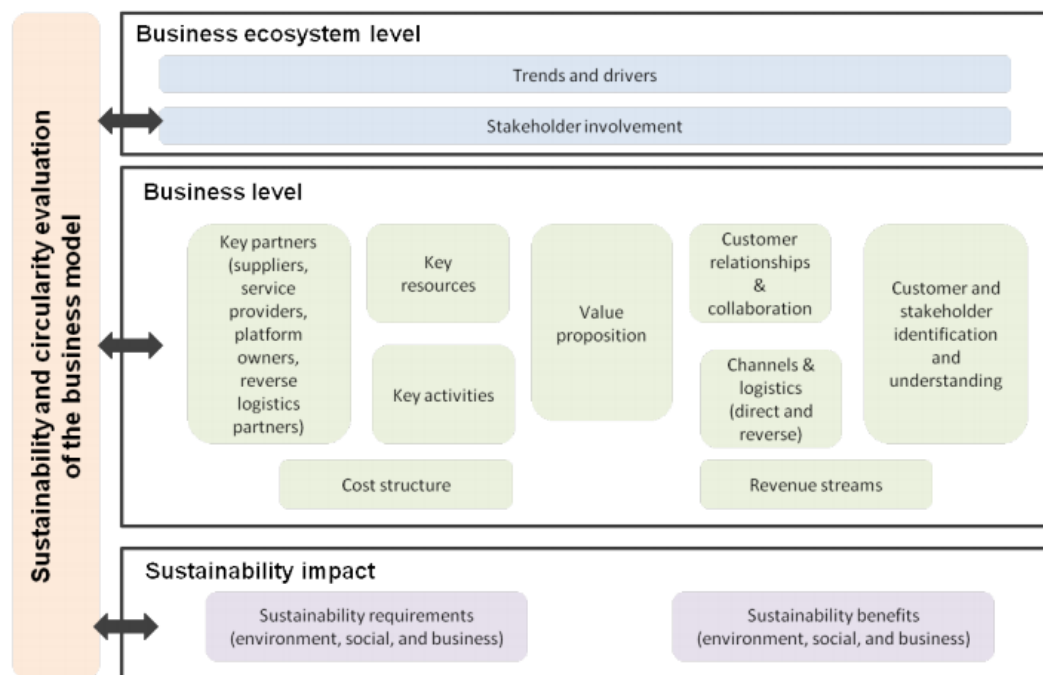 Sustainability and circularity evaluation
of the business model
Business ecosystem level
Trends and drivers
Stakeholder involvement
Business level
Key partners
(suppliers,
service
providers,
platform
owners,
reverse
logistics
partners)
Key
resources
Key activities
Value
proposition
Customer
relationships
&
collaboration
Channels &
logistics
(direct and
reverse)
Customer and
stakeholder
identification
and
understanding
Cost structure
Revenue streams
Sustainability impact
Sustainability requirements
(environment, social, and business)
Sustainability benefits
(environment, social, and business)